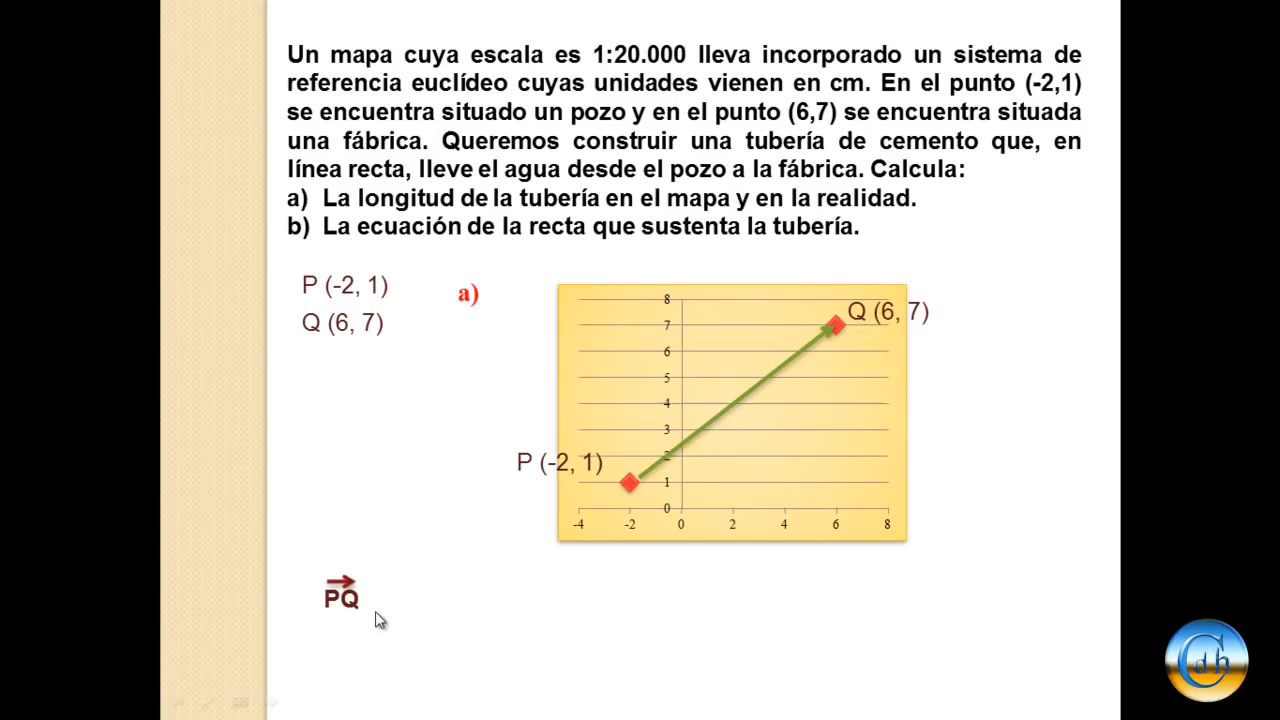 Un mapa cuya escala es 1:20.000 lleva incorporado un sistema de
referencia euclídeo cuyas unidades vienen en cm. En el punto (-2,1)
se encuentra situado un pozo y en el punto (6,7) se encuentra situada
una fábrica. Queremos construir una tubería de cemento que, en
línea recta, lleve el agua desde el pozo a la fábrica. Calcula:
a) La longitud de la tubería en el mapa y en la realidad.
b) La ecuación de la recta que sustenta la tubería.
P (-2, 1)
Q (6, 7)
a)
Q (6, 7)
8
7
6
5
4
3
2
1
0
P (-2, 1)
-4 -2 0 2 4 6 8
PQ
Cdh